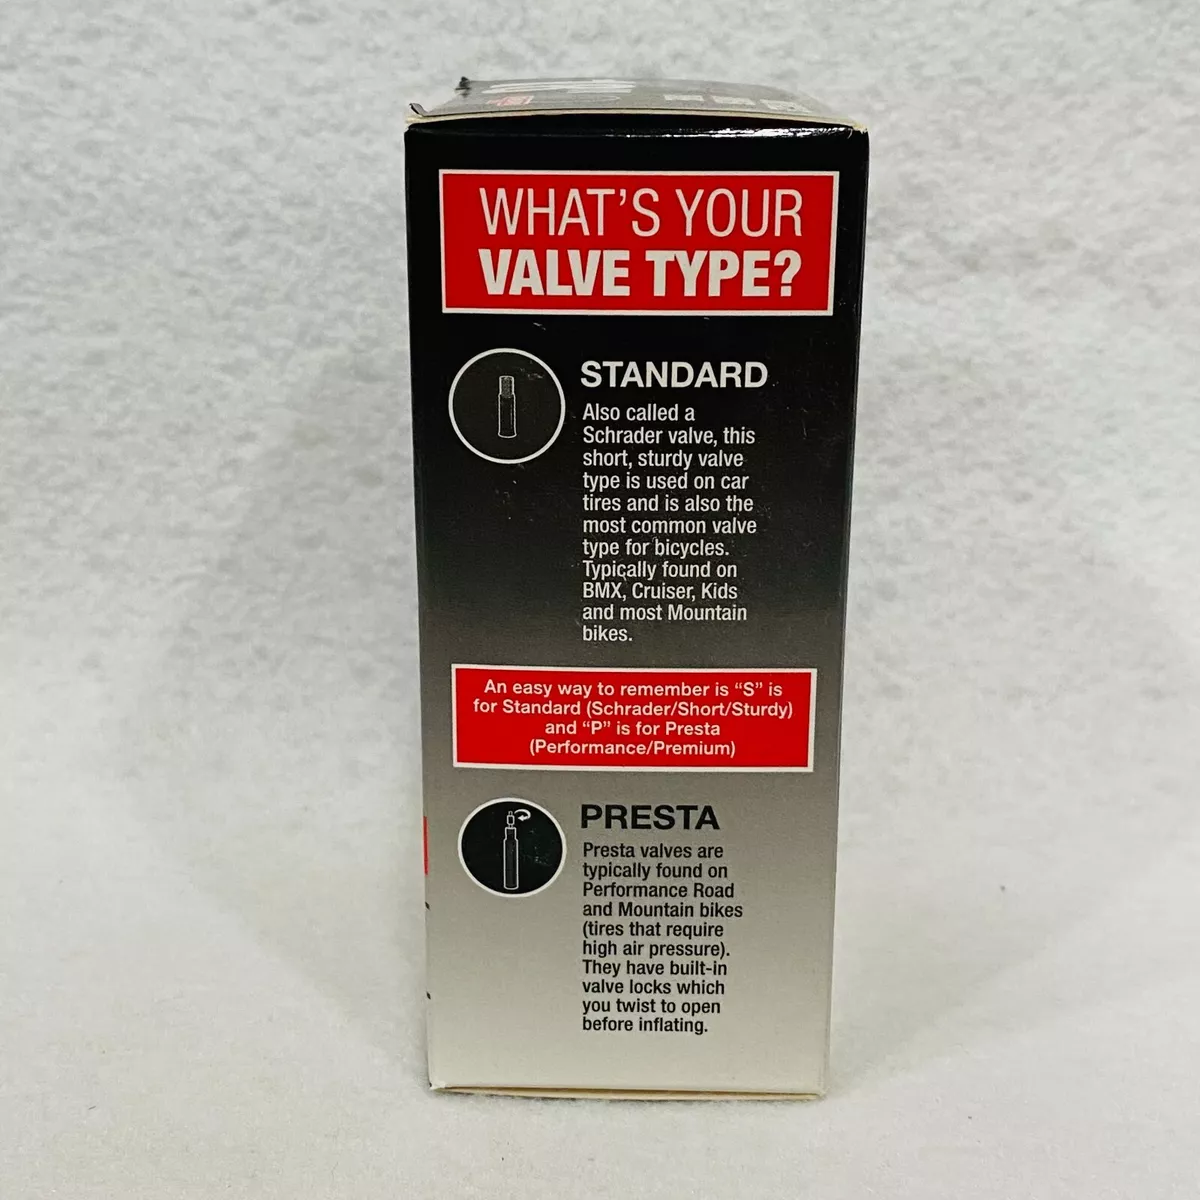 WHAT'S YOUR
VALVE TYPE?
STANDARD
Also called a
Schrader valve, this
short, sturdy valve
type is used on car
tires and is also the
most common valve
type for bicycles.
Typically found on
BMX, Cruiser, Kids
and most Mountain
bikes.
An easy way to remember is “S” is
for Standard (Schrader/Short/Sturdy)
and “P” is for Presta
(Performance/Premium)
PRESTA
Presta valves are
typically found on
Performance Road
and Mountain bikes
(tires that require
high air pressure).
They have built-in
valve locks which
you twist to open
before inflating.